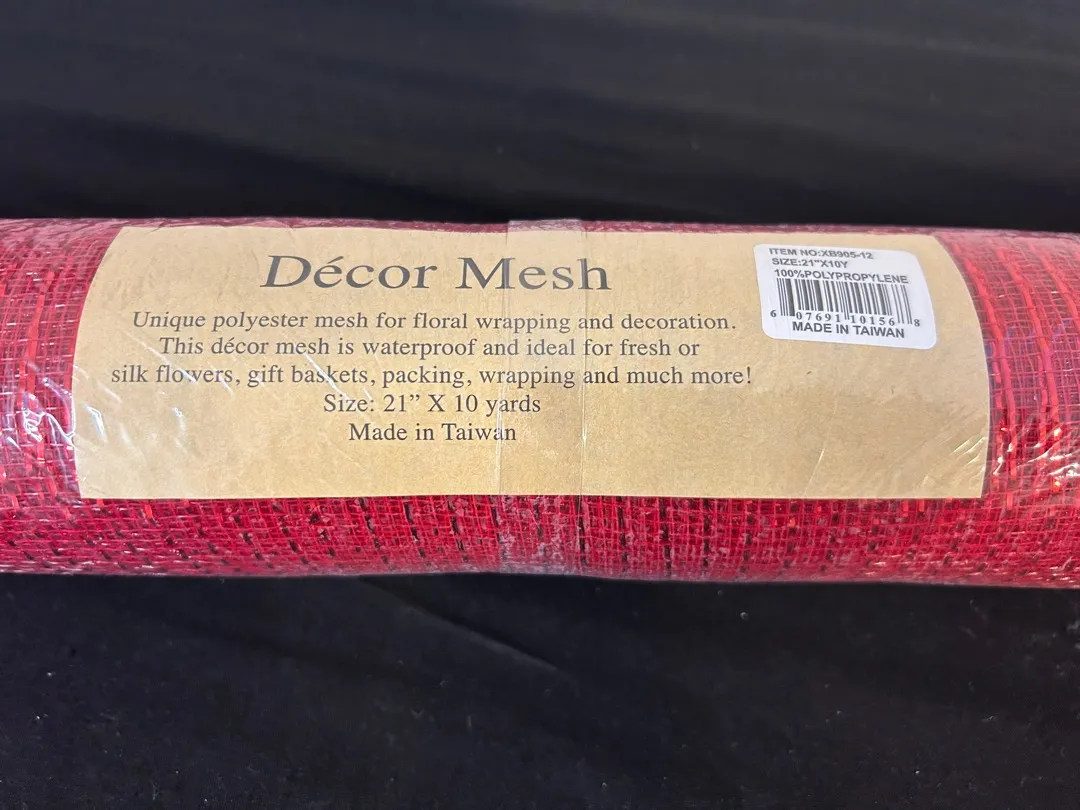 Décor Mesh
Unique polyester mesh for floral wrapping and decoration.
This décor mesh is waterproof and ideal for fresh or
silk flowers, gift baskets, packing, wrapping and much more!
Size: 21” X 10 yards
Made in Taiwan
ITEM NO:XB905-12
SIZE:21"X10Y
100%POLYPROPYLENE
6 07691 10156 8
MADE IN TAIWAN